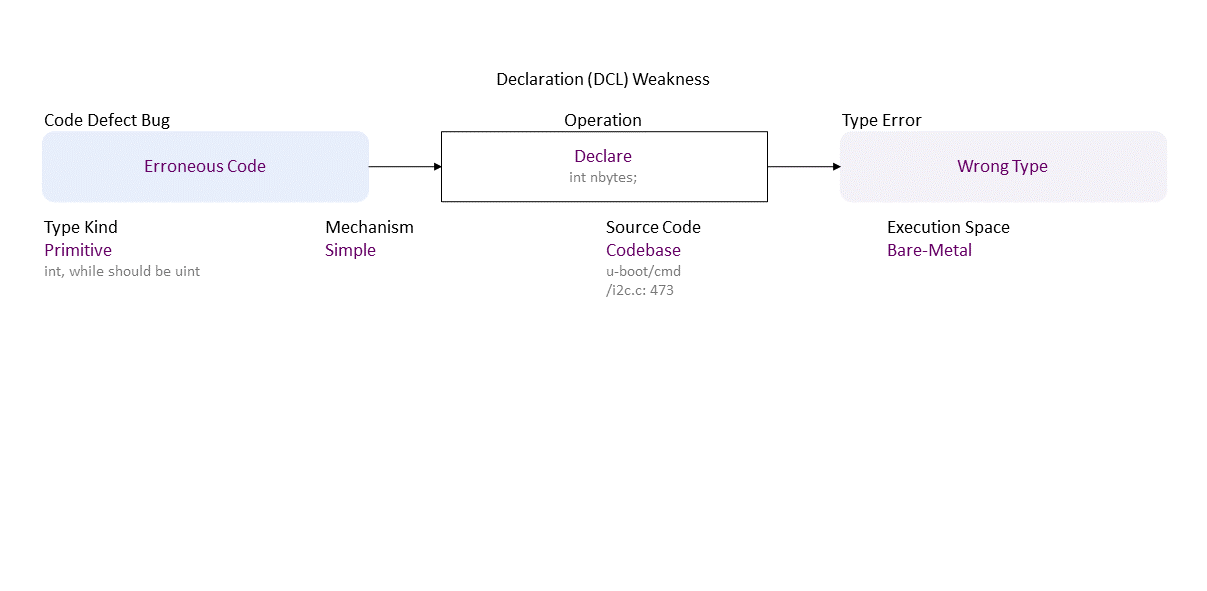 Declaration (DCL) Weakness
Code Defect Bug
Operation
Type Error
Erroneous Code
Declare
int nbytes;
Wrong Type
Type Kind
Primitive
int, while should be uint
Mechanism
Simple
Source Code
Codebase
u-boot/cmd
/i2c.c: 473
Execution Space
Bare-Metal